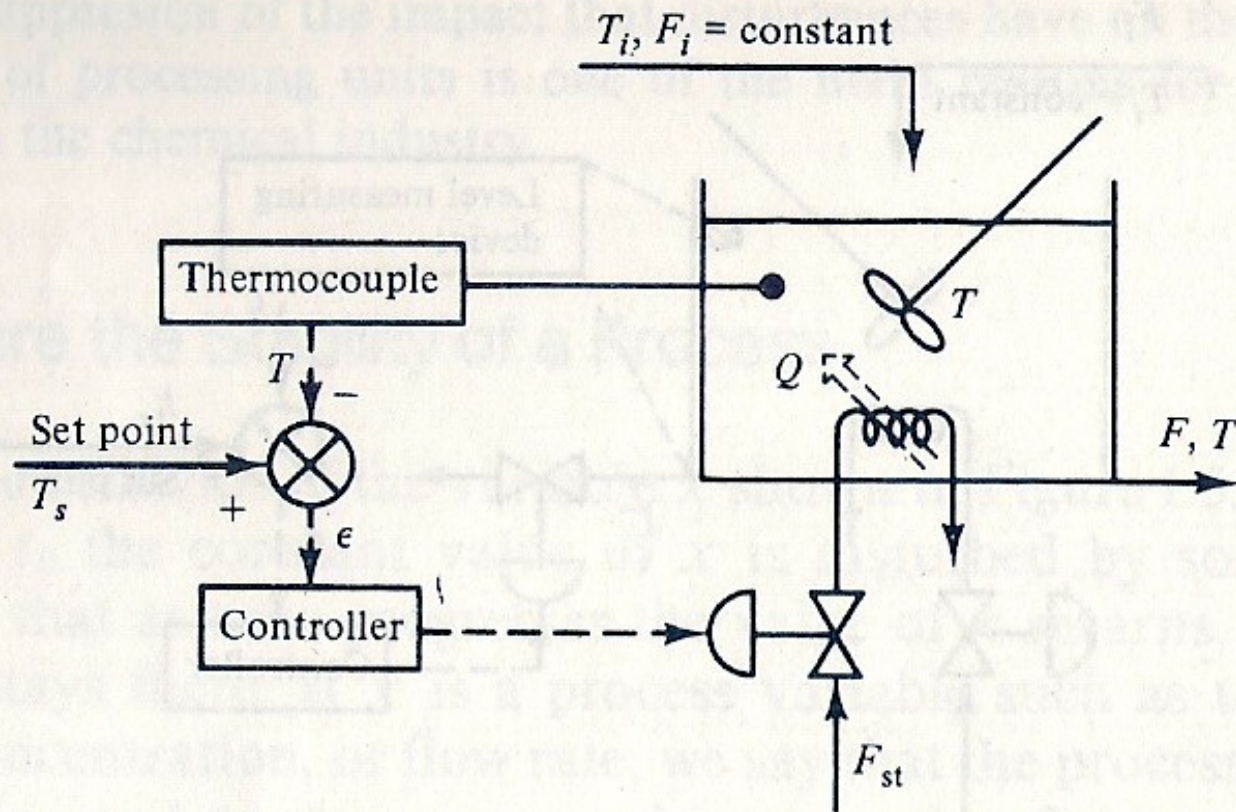 T_i, F_i = constant
Thermocouple
T
T
−
Q
Set point
T_s
+
F, T
ϵ
Controller
F_st